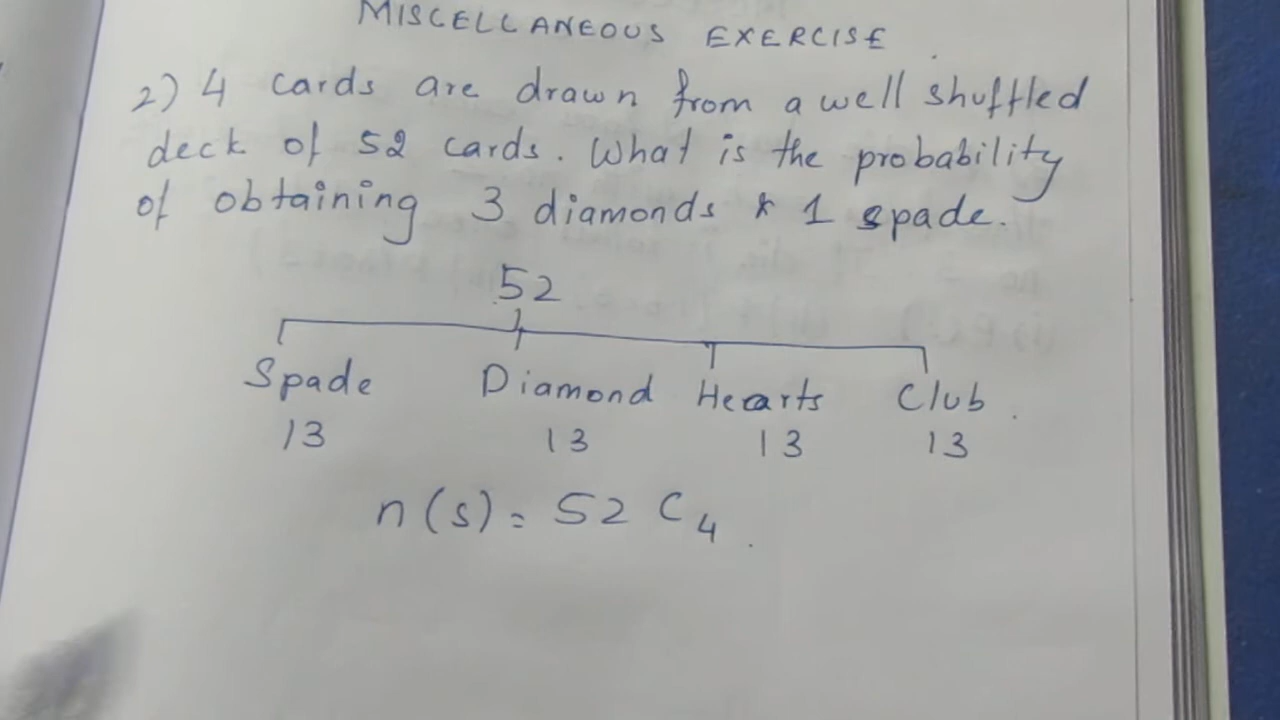 MISCELLANEOUS EXERCISE
2) 4 cards are drawn from a well shuffled
deck of 52 cards. What is the probability
of obtaining 3 diamonds & 1 spade.
52
Spade Diamond Hearts Club
13 13 13 13
n(s) = 52 C₄